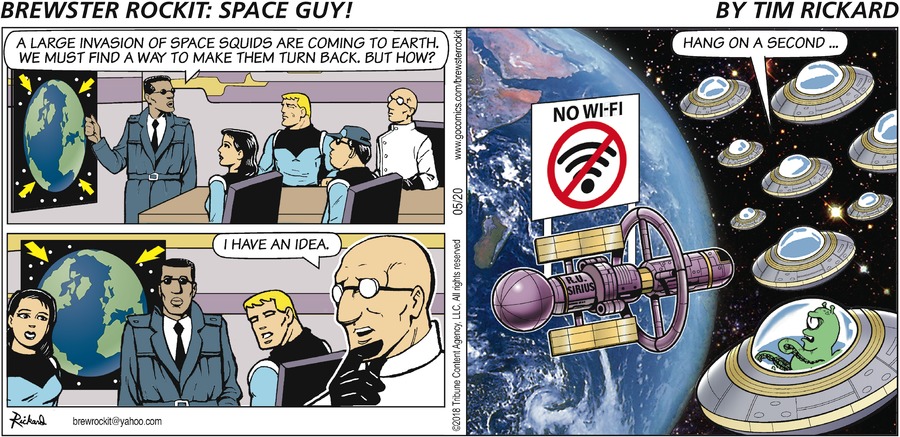 BREWSTER ROCKIT: SPACE GUY!
BY TIM RICKARD
A LARGE INVASION OF SPACE SQUIDS ARE COMING TO EARTH.
WE MUST FIND A WAY TO MAKE THEM TURN BACK. BUT HOW?
I HAVE AN IDEA.
Rickard
brewrockit@yahoo.com
www.gocomics.com/brewsterrockit
05/20
©2018 Tribune Content Agency, LLC. All rights reserved
HANG ON A SECOND ...
NO WI-FI
R.U.
SIRIUS